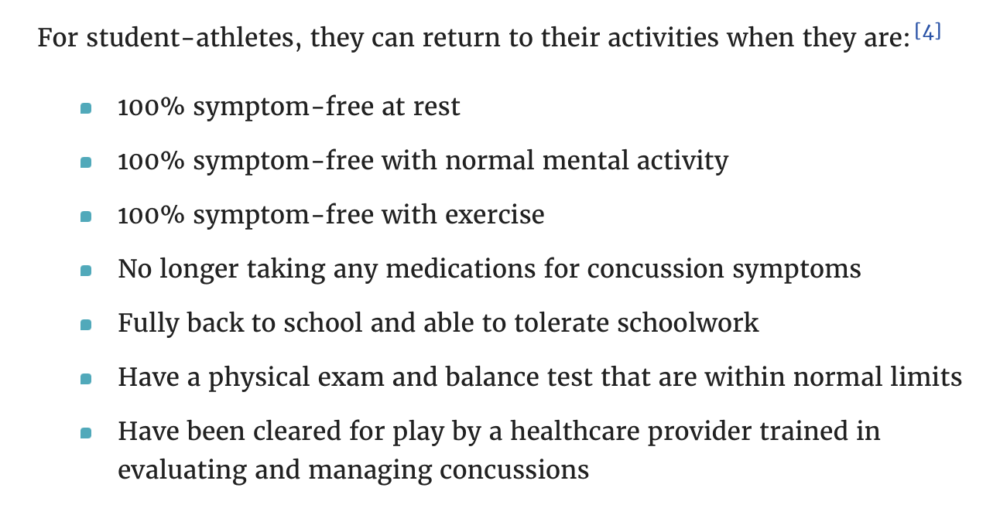 For student-athletes, they can return to their activities when they are:[4]
100% symptom-free at rest
100% symptom-free with normal mental activity
100% symptom-free with exercise
No longer taking any medications for concussion symptoms
Fully back to school and able to tolerate schoolwork
Have a physical exam and balance test that are within normal limits
Have been cleared for play by a healthcare provider trained in
evaluating and managing concussions